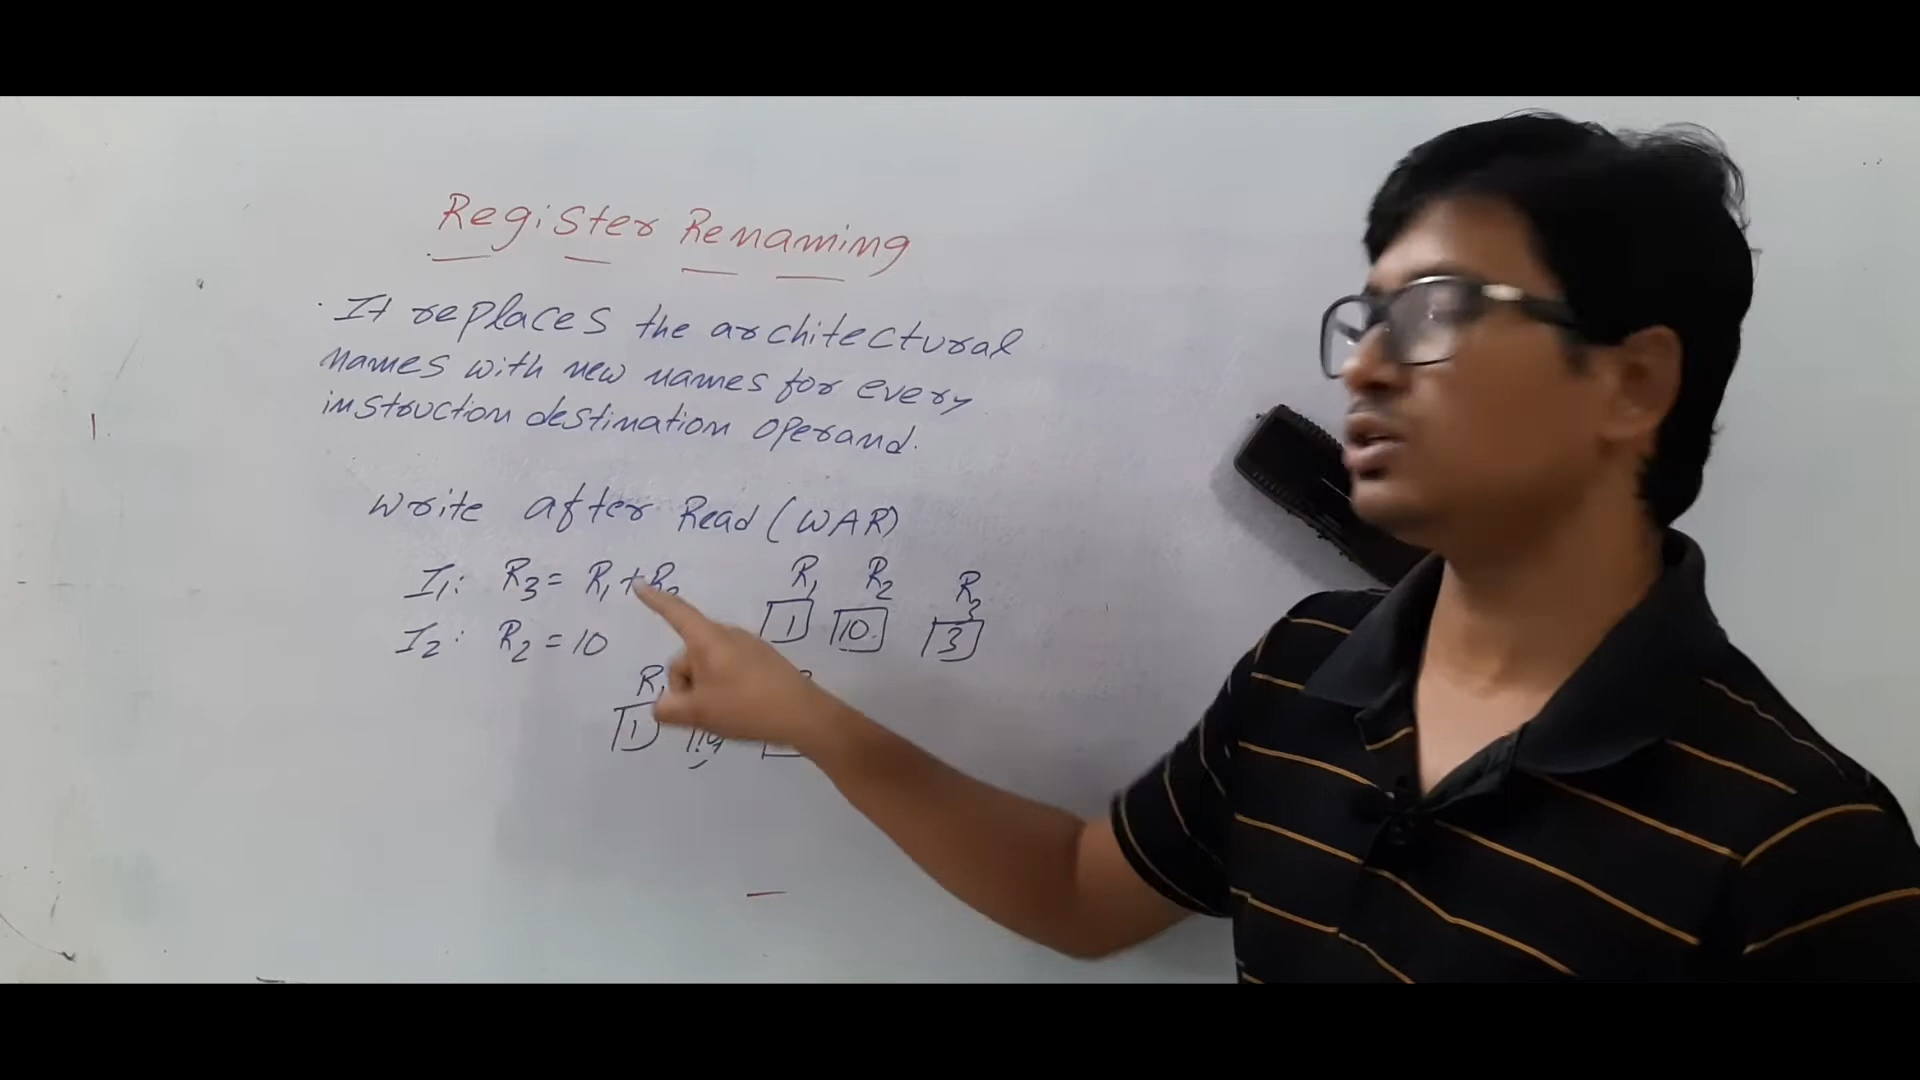 Register Renaming
It replaces the architectural
names with new names for every
instruction destination operand.
Write after Read (WAR)
I1: R3 = R1 + R2
R1 R2 R3
1 10 3
I2: R2 = 10
R1
1 10